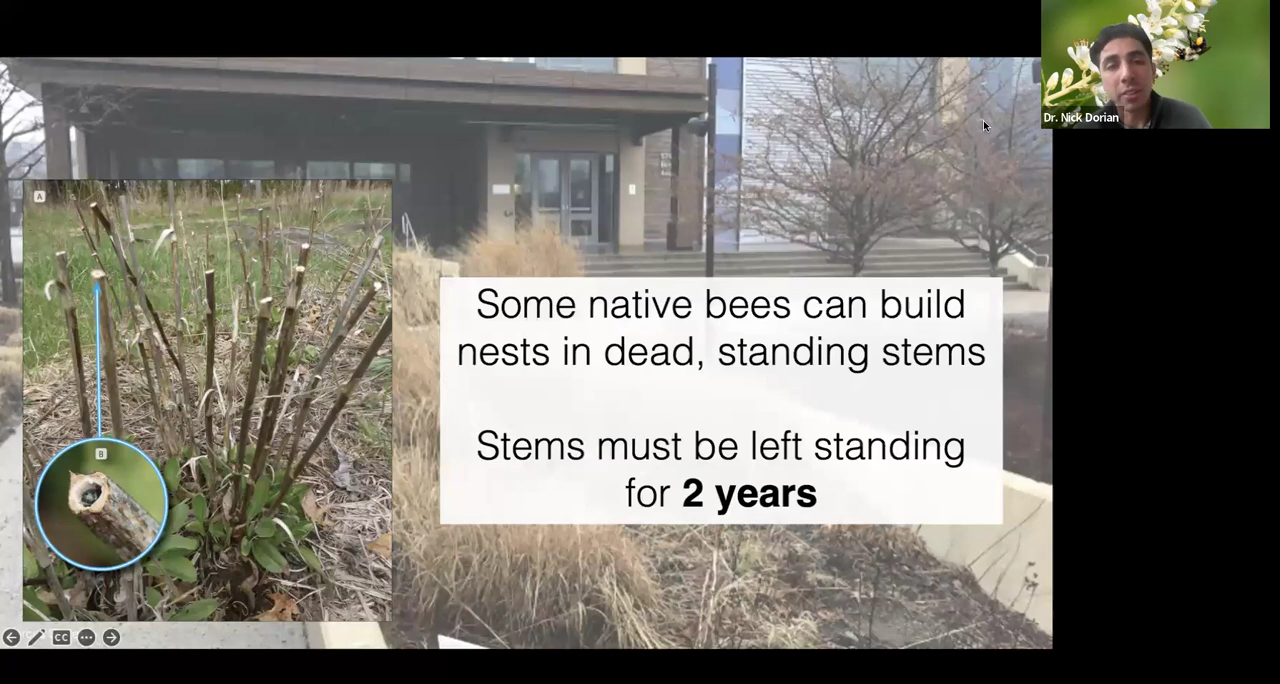 Dr. Nick Dorian
A
Some native bees can build
nests in dead, standing stems
Stems must be left standing
for 2 years
B
CC